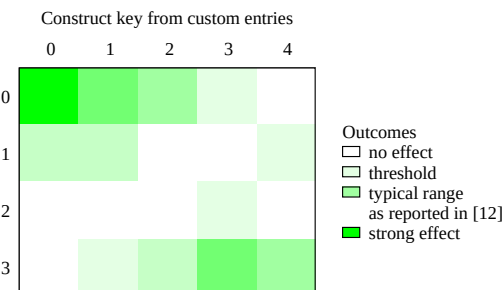 Construct key from custom entries
0 1 2 3 4
0
1
2
3
Outcomes
no effect
threshold
typical range
as reported in [12]
strong effect